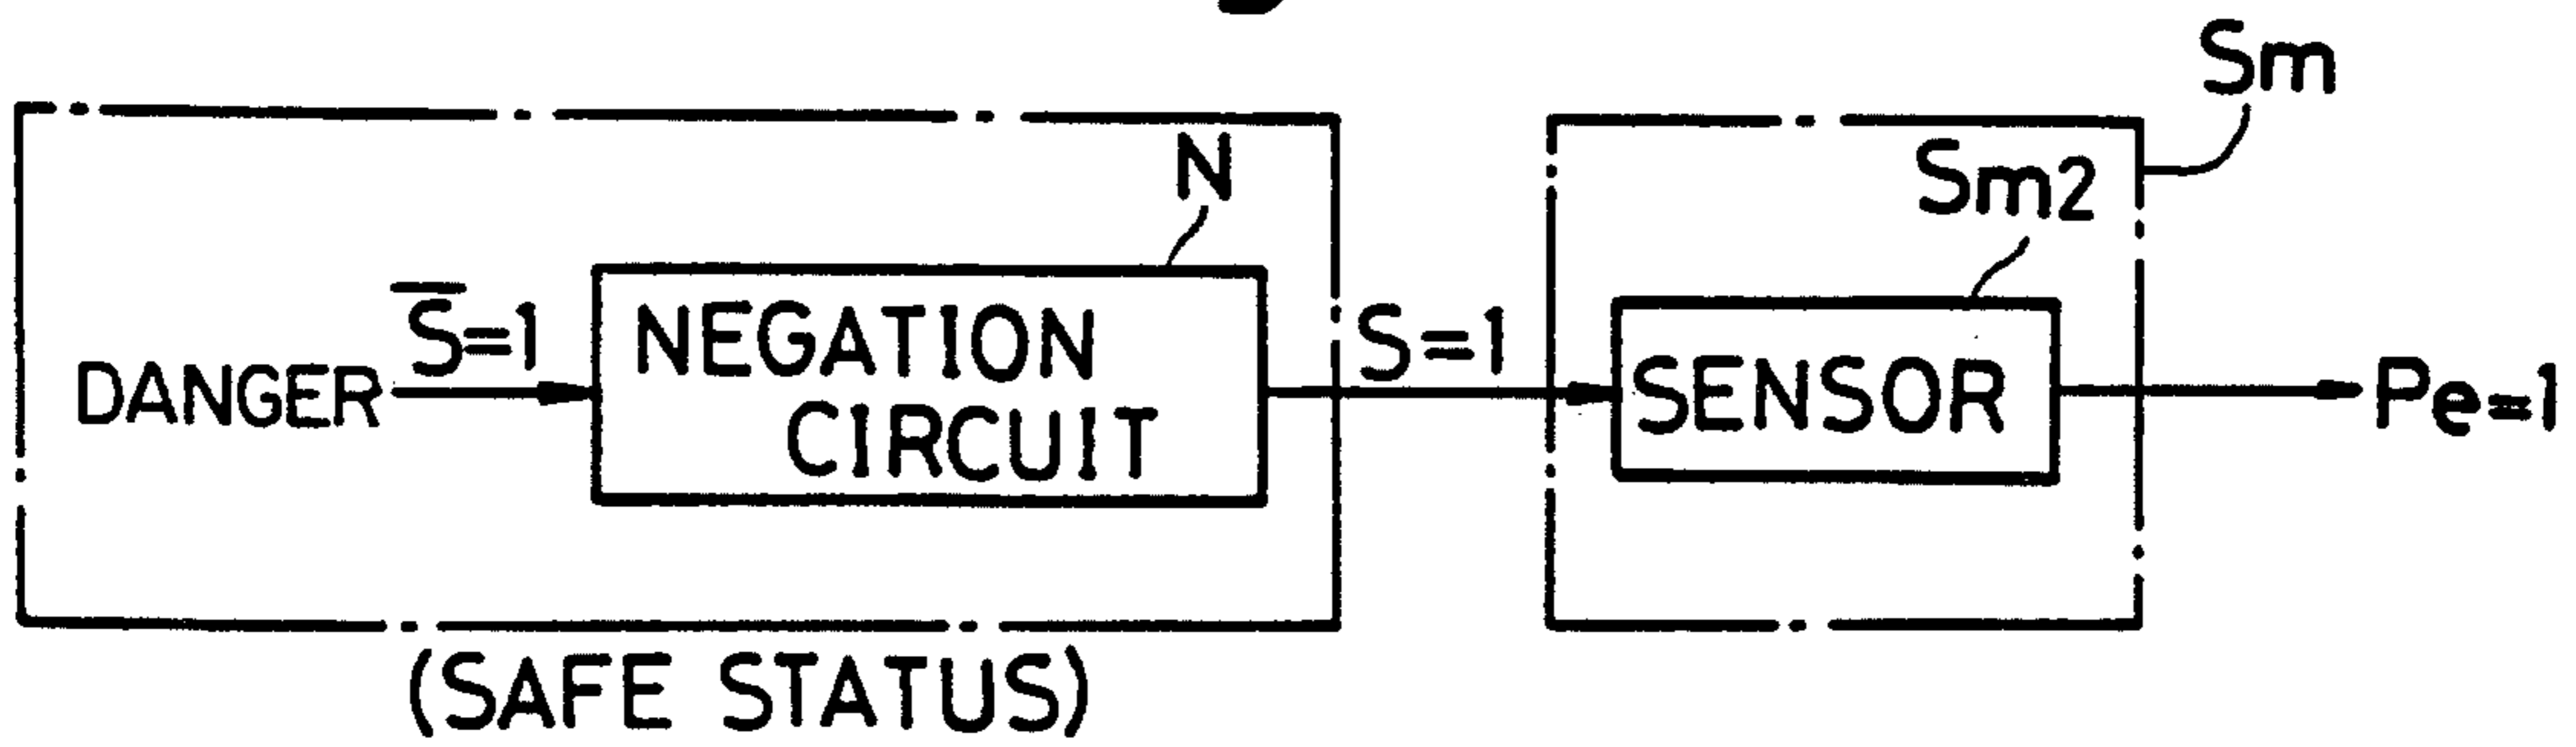 Sm
N
Sm2
S̅=1
NEGATION
CIRCUIT
S=1
DANGER
SENSOR
Pe=1
(SAFE STATUS)